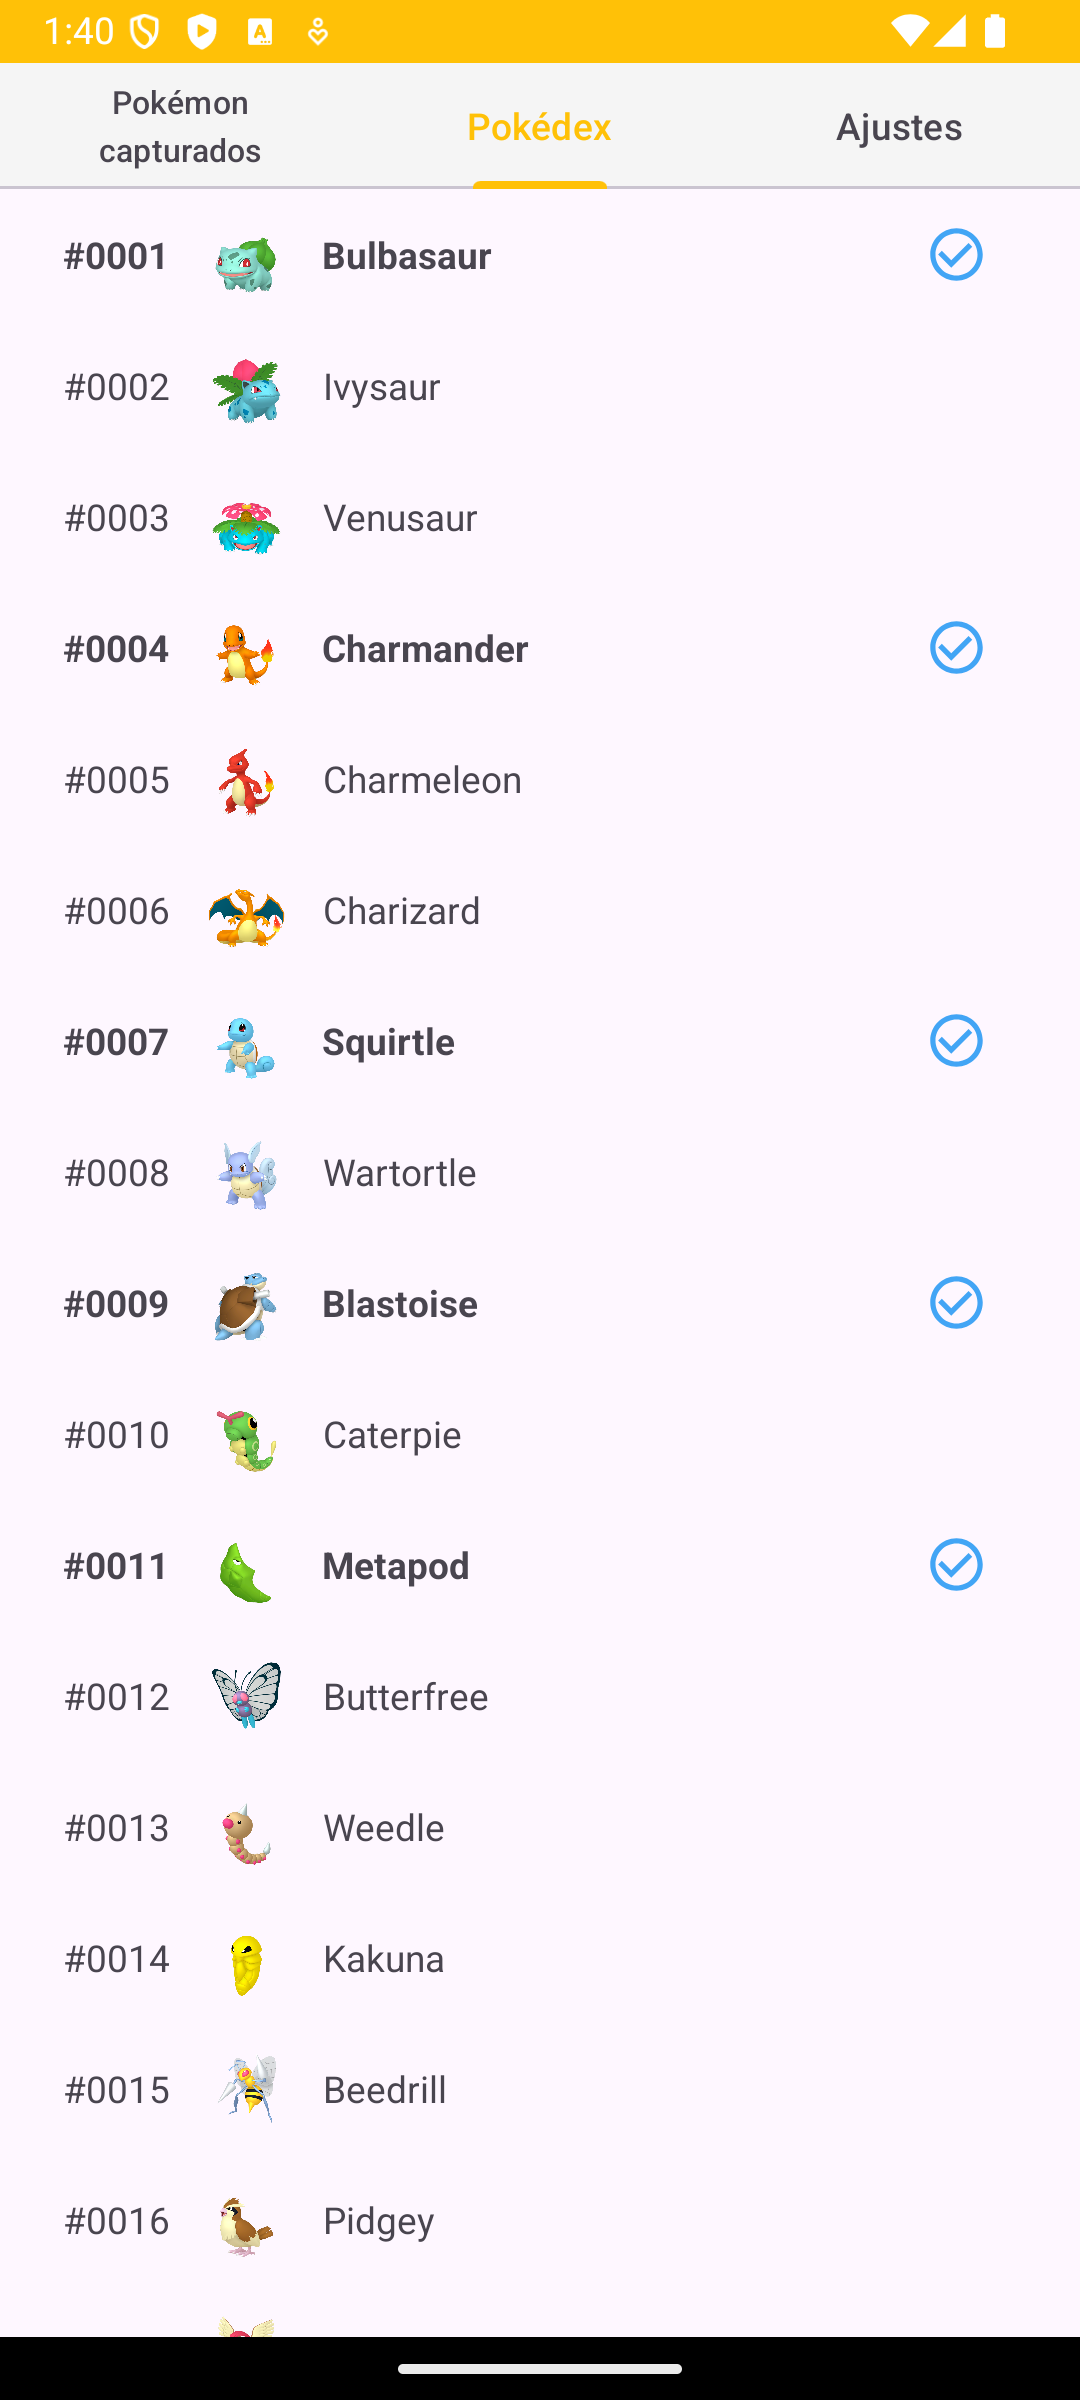 1:40
Pokémon
capturados
Pokédex
Ajustes
#0001 Bulbasaur
#0002 Ivysaur
#0003 Venusaur
#0004 Charmander
#0005 Charmeleon
#0006 Charizard
#0007 Squirtle
#0008 Wartortle
#0009 Blastoise
#0010 Caterpie
#0011 Metapod
#0012 Butterfree
#0013 Weedle
#0014 Kakuna
#0015 Beedrill
#0016 Pidgey